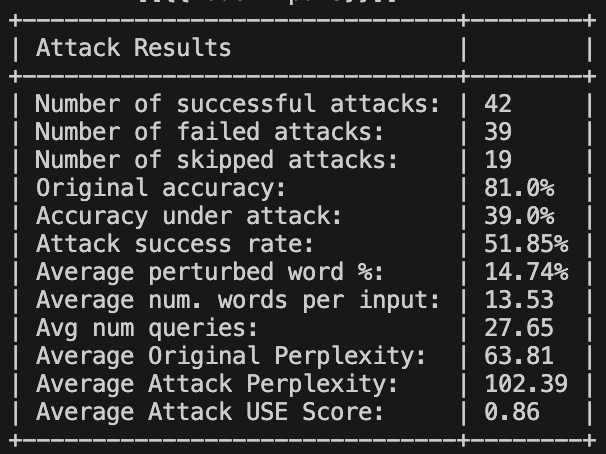 +-------------------------------+--------+
| Attack Results                |        |
+-------------------------------+--------+
| Number of successful attacks: | 42     |
| Number of failed attacks:     | 39     |
| Number of skipped attacks:    | 19     |
| Original accuracy:            | 81.0%  |
| Accuracy under attack:        | 39.0%  |
| Attack success rate:          | 51.85% |
| Average perturbed word %:     | 14.74% |
| Average num. words per input: | 13.53  |
| Avg num queries:              | 27.65  |
| Average Original Perplexity:  | 63.81  |
| Average Attack Perplexity:    | 102.39 |
| Average Attack USE Score:     | 0.86   |
+-------------------------------+--------+